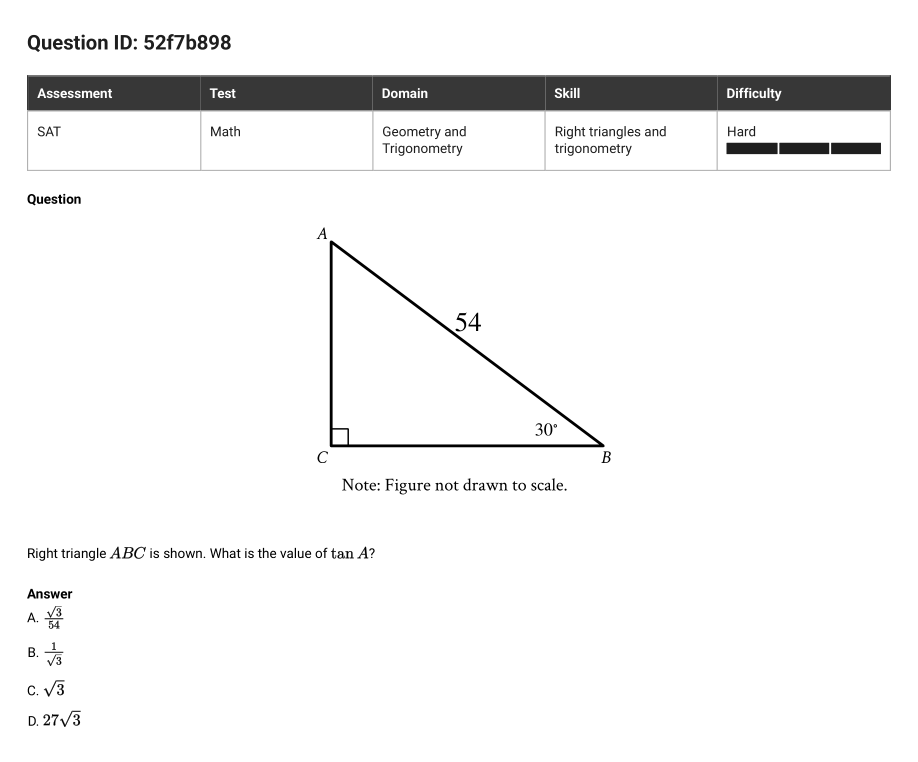 Question ID: 52f7b898
Assessment Test Domain Skill Difficulty
SAT Math Geometry and Trigonometry Right triangles and trigonometry Hard
Question
A
54
30°
C B
Note: Figure not drawn to scale.
Right triangle ABC is shown. What is the value of tan A?
Answer
A. √3/54
B. 1/√3
C. √3
D. 27√3